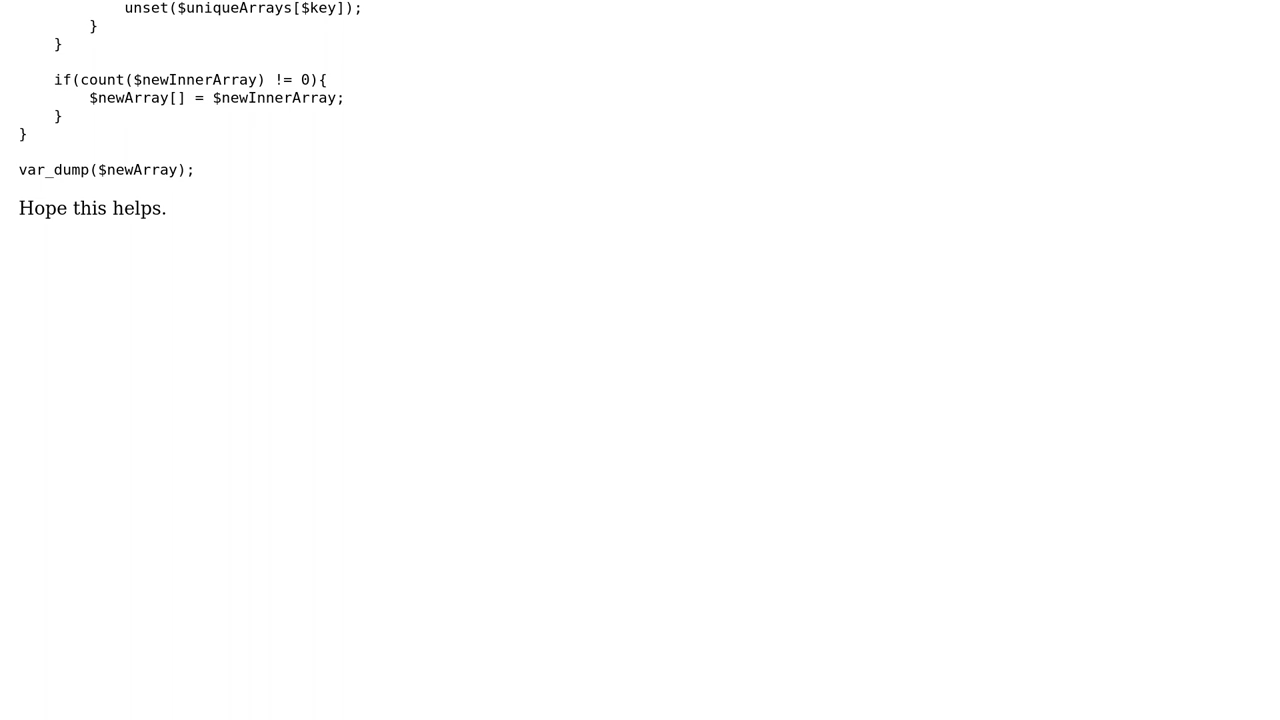 unset($uniqueArrays[$key]);
        }
    }

    if(count($newInnerArray) != 0){
        $newArray[] = $newInnerArray;
    }
}

var_dump($newArray);

Hope this helps.